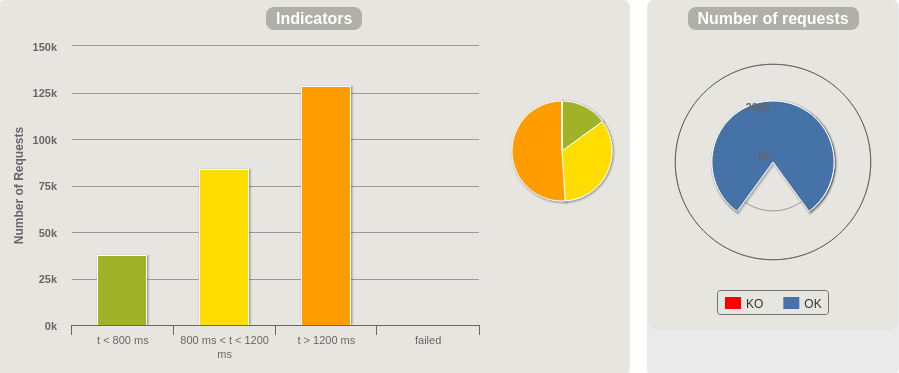 Indicators
150k
125k
100k
75k
50k
25k
0k
Number of Requests
t < 800 ms
800 ms < t < 1200
ms
t > 1200 ms
failed
Number of requests
0k
KO
OK